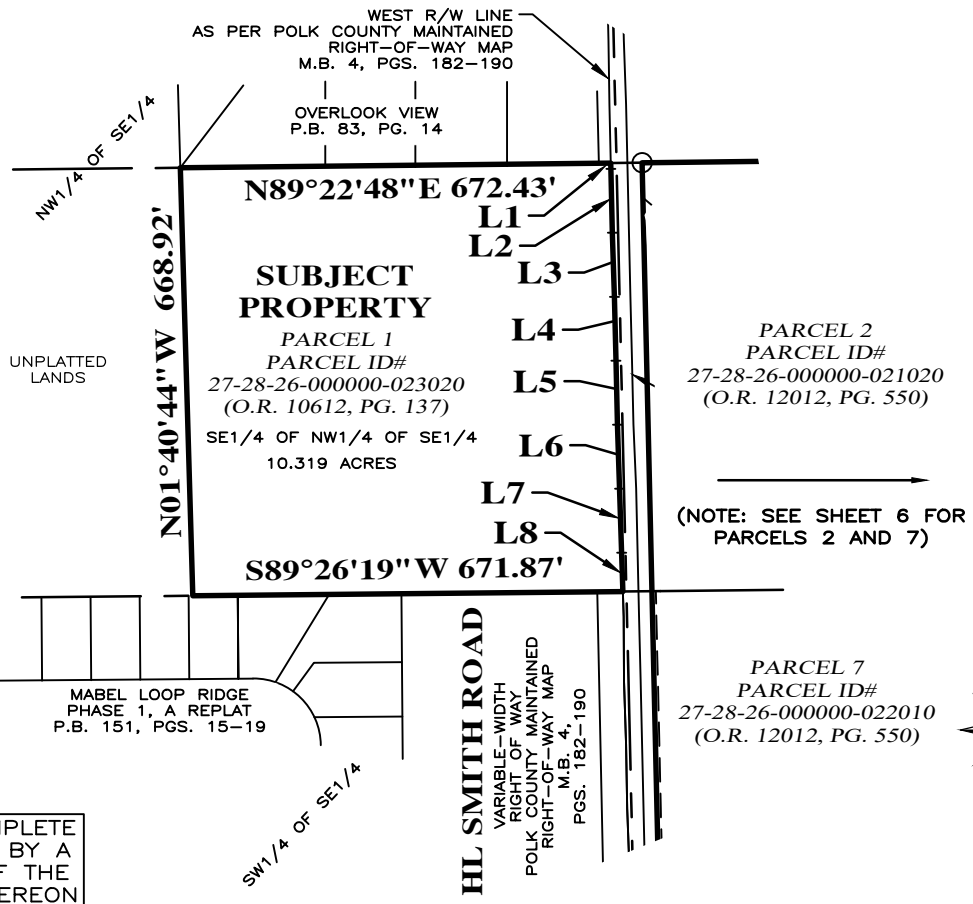 WEST R/W LINE
AS PER POLK COUNTY MAINTAINED
RIGHT-OF-WAY MAP
M.B. 4, PGS. 182-190
OVERLOOK VIEW
P.B. 83, PG. 14
NW1/4 OF SE1/4
N89°22'48"E 672.43'
L1
L2
L3
L4
L5
L6
L7
L8
SUBJECT
PROPERTY
PARCEL 1
PARCEL ID#
27-28-26-000000-023020
(O.R. 10612, PG. 137)
SE1/4 OF NW1/4 OF SE1/4
10.319 ACRES
N01°40'44"W 668.92'
UNPLATTED
LANDS
PARCEL 2
PARCEL ID#
27-28-26-000000-021020
(O.R. 12012, PG. 550)
(NOTE: SEE SHEET 6 FOR
PARCELS 2 AND 7)
S89°26'19"W 671.87'
HL SMITH ROAD
VARIABLE-WIDTH
RIGHT OF WAY
POLK COUNTY MAINTAINED
RIGHT-OF-WAY MAP
M.B. 4,
PGS. 182-190
PARCEL 7
PARCEL ID#
27-28-26-000000-022010
(O.R. 12012, PG. 550)
MABEL LOOP RIDGE
PHASE 1, A REPLAT
P.B. 151, PGS. 15-19
SW1/4 OF SE1/4
MPLETE
BY A
F THE
EREON